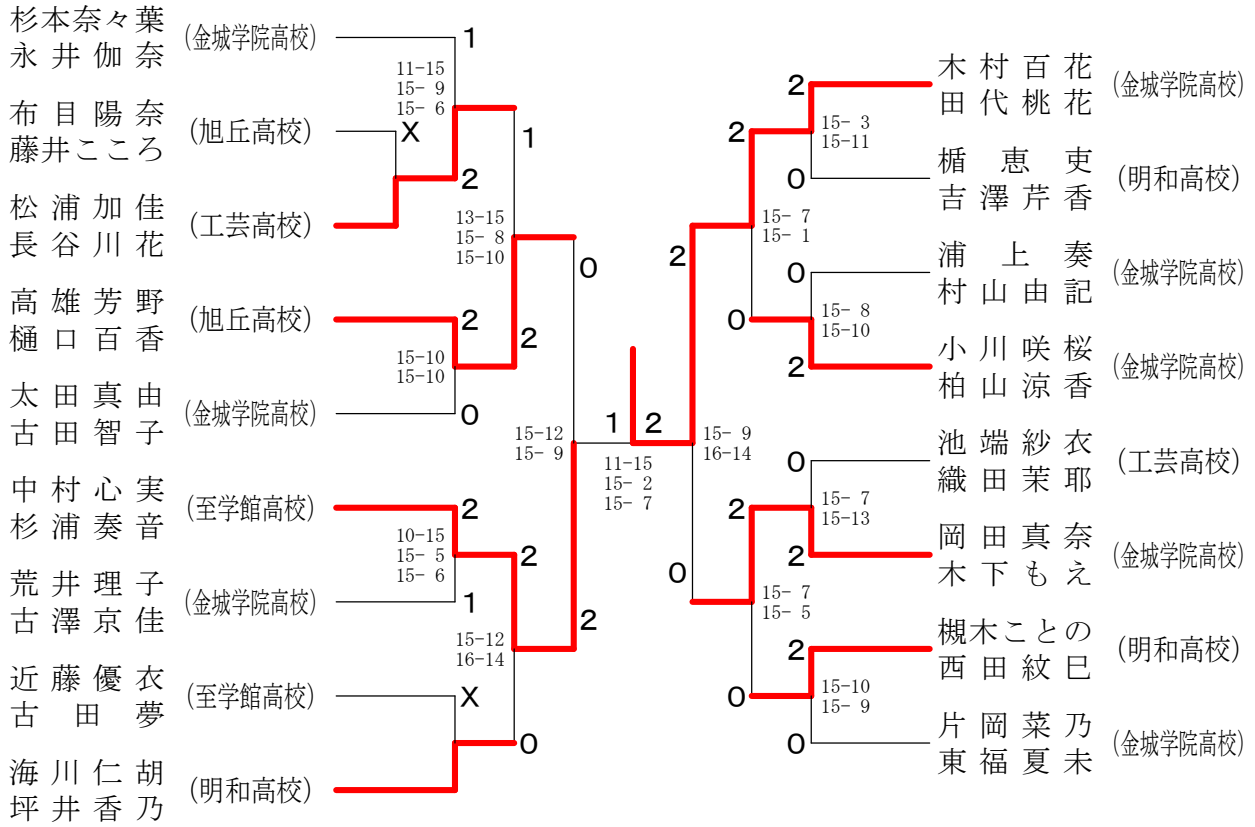 杉本奈々葉
永井伽奈
(金城学院高校)
1
11-15
15- 9
15- 6
布目陽奈
藤井こころ
(旭丘高校)
X
1
2
松浦加佳
長谷川花
(工芸高校)
13-15
15- 8
15-10
0
高雄芳野
樋口百香
(旭丘高校)
2
2
15-10
15-10
太田真由
古田智子
(金城学院高校)
0
15-12
15- 9
中村心実
杉浦奏音
(至学館高校)
2
10-15
15- 5
15- 6
2
荒井理子
古澤京佳
(金城学院高校)
1
2
15-12
16-14
近藤優衣
古田夢
(至学館高校)
X
0
海川仁胡
坪井香乃
(明和高校)
1
2
11-15
15- 2
15- 7
木村百花
田代桃花
(金城学院高校)
2
2
15- 3
15-11
楯恵吏
吉澤芹香
(明和高校)
0
15- 7
15- 1
2
浦上奏
村山由記
(金城学院高校)
0
0
15- 8
15-10
小川咲桜
柏山涼香
(金城学院高校)
2
15- 9
16-14
池端紗衣
織田茉耶
(工芸高校)
0
2
15- 7
15-13
岡田真奈
木下もえ
(金城学院高校)
2
0
15- 7
15- 5
槻木ことの
西田紋巳
(明和高校)
2
0
15-10
15- 9
片岡菜乃
東福夏未
(金城学院高校)
0